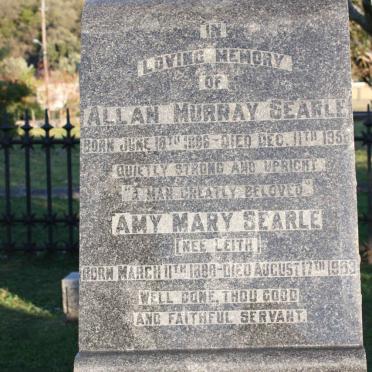 IN
LOVING MEMORY
OF
ALLAN MURRAY SEARLE
BORN JUNE 18TH 1886-DIED DEC. 11TH
QUIETLY STRONG AND UPRIGHT
"A MAN GREATLY BELOVED"
AMY MARY SEARLE
(NEE LEITH)
BORN MARCH 11TH 1888-DIED AUGUST 17TH
WELL DONE, THOU GOOD
AND FAITHFUL SERVANT.